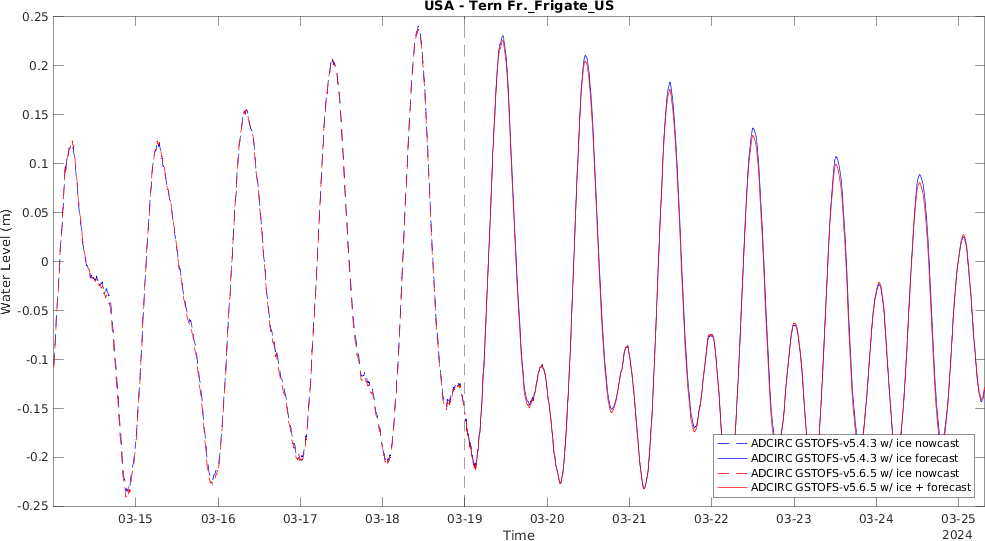 USA - Tern Fr._Frigate_US
0.25
0.2
0.15
0.1
0.05
0
-0.05
-0.1
-0.15
-0.2
-0.25
Water Level (m)
ADCIRC GSTOFS-v5.4.3 w/ ice nowcast
ADCIRC GSTOFS-v5.4.3 w/ ice forecast
ADCIRC GSTOFS-v5.6.5 w/ ice nowcast
ADCIRC GSTOFS-v5.6.5 w/ ice + forecast
03-15 03-16 03-17 03-18 03-19 03-20 03-21 03-22 03-23 03-24 03-25
Time
2024